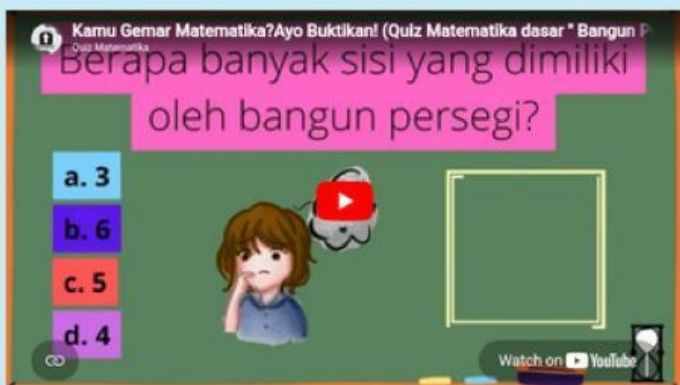 Kamu Gemar Matematika?Ayo Buktikan! (Quiz Matematika dasar " Bangun
Quiz Matematika
Berapa banyak sisi yang dimiliki
oleh bangun persegi?
a. 3
b. 6
c. 5
d. 4
Watch on YouTube